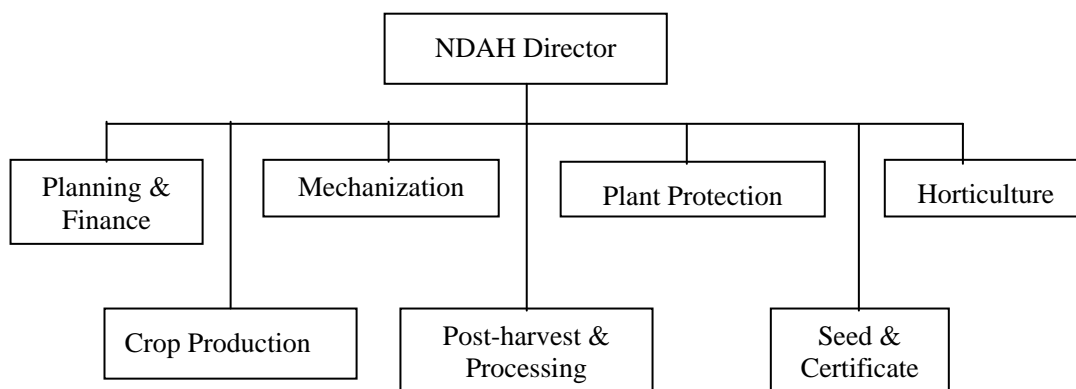 NDAH Director
Planning &
Finance
Mechanization
Plant Protection
Horticulture
Crop Production
Post-harvest &
Processing
Seed &
Certificate